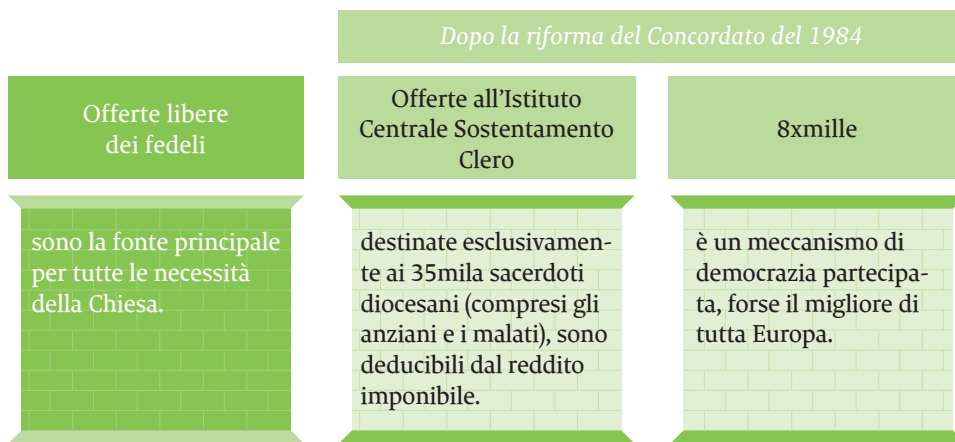 Dopo la riforma del Concordato del 1984
Offerte libere
dei fedeli
Offerte all'Istituto
Centrale Sostentamento
Clero
8xmille
sono la fonte principale
per tutte le necessità
della Chiesa.
destinate esclusivamen-
te ai 35mila sacerdoti
diocesani (compresi gli
anziani e i malati), sono
deducibili dal reddito
imponibile.
è un meccanismo di
democrazia partecipa-
ta, forse il migliore di
tutta Europa.